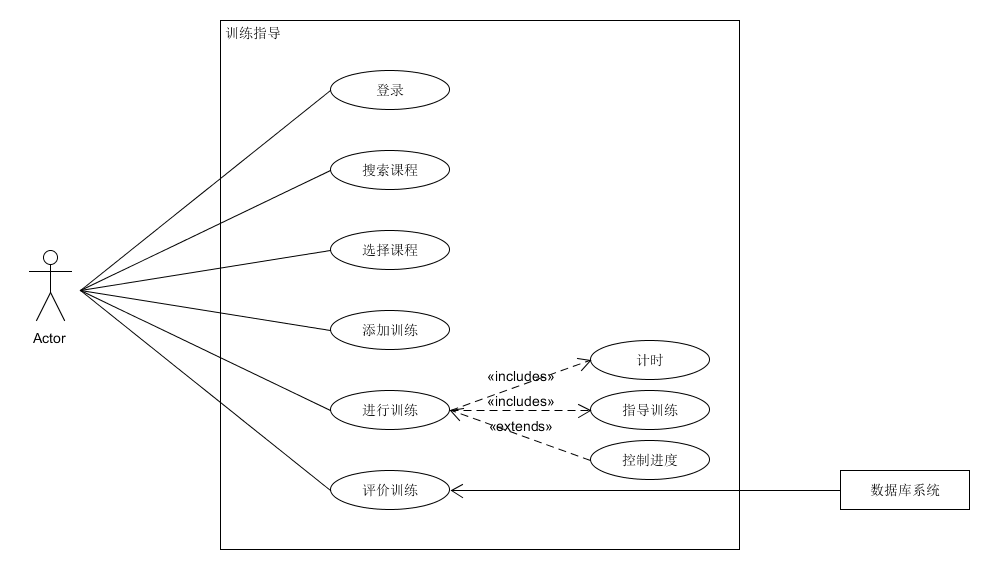 训练指导
登录
搜索课程
选择课程
添加训练
Actor
进行训练
«includes»
计时
«includes»
指导训练
«extends»
控制进度
评价训练
数据库系统